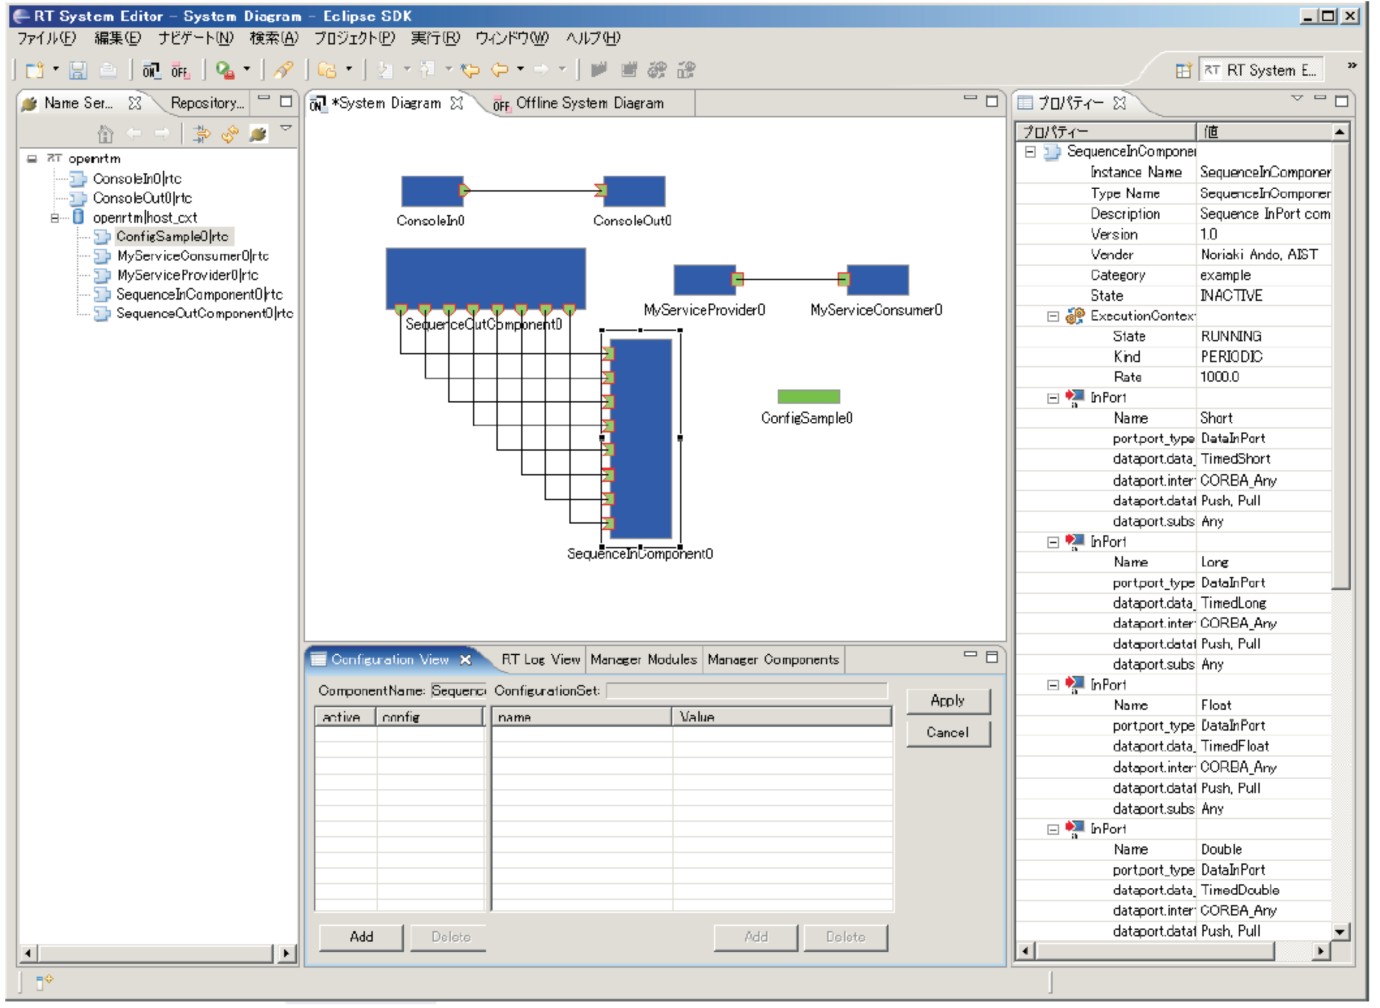 RT System Editor - System Diagram - Eclipse SDK
ファイル(F) 編集(E) ナビゲート(N) 検索(A) プロジェクト(P) 実行(R) ウィンドウ(W) ヘルプ(H)
ON OFF RT RT System E... »
Name Ser... Repository...
RT openrtm
ConsoleIn0|rtc
ConsoleOut0|rtc
openrtm|host_cxt
ConfigSample0|rtc
MyServiceConsumer0|rtc
MyServiceProvider0|rtc
SequenceInComponent0|rtc
SequenceOutComponent0|rtc
ON *System Diagram OFF Offline System Diagram
ConsoleIn0 ConsoleOut0
MyServiceProvider0 MyServiceConsumer0
SequenceOutComponent0
ConfigSample0
SequenceInComponent0
Configuration View RT Log View Manager Modules Manager Components
ComponentName: Sequenc ConfigurationSet:
active config name Value
Apply
Cancel
Add Delete Add Delete
プロパティー
プロパティー 値
SequenceInComponen
Instance Name SequenceInComponer
Type Name SequenceInComponer
Description Sequence InPort com
Version 1.0
Vendor Noriaki Ando, AIST
Category example
State INACTIVE
ExecutionContex
State RUNNING
Kind PERIODIC
Rate 1000.0
InPort
Name Short
port.port_type DataInPort
dataport.data_ TimedShort
dataport.inter CORBA_Any
dataport.dataf Push, Pull
dataport.subs Any
InPort
Name Long
port.port_type DataInPort
dataport.data_ TimedLong
dataport.inter CORBA_Any
dataport.dataf Push, Pull
dataport.subs Any
InPort
Name Float
port.port_type DataInPort
dataport.data_ TimedFloat
dataport.inter CORBA_Any
dataport.dataf Push, Pull
dataport.subs Any
InPort
Name Double
port.port_type DataInPort
dataport.data_ TimedDouble
dataport.inter CORBA_Any
dataport.dataf Push, Pull